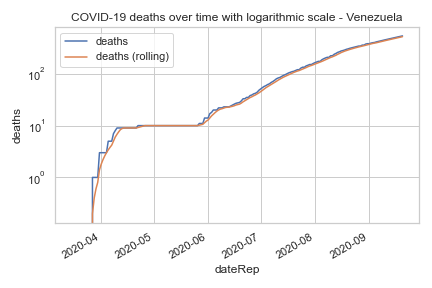 COVID-19 deaths over time with logarithmic scale - Venezuela
deaths
deaths (rolling)
10²
10¹
10⁰
deaths
2020-04
2020-05
2020-06
2020-07
2020-08
2020-09
dateRep